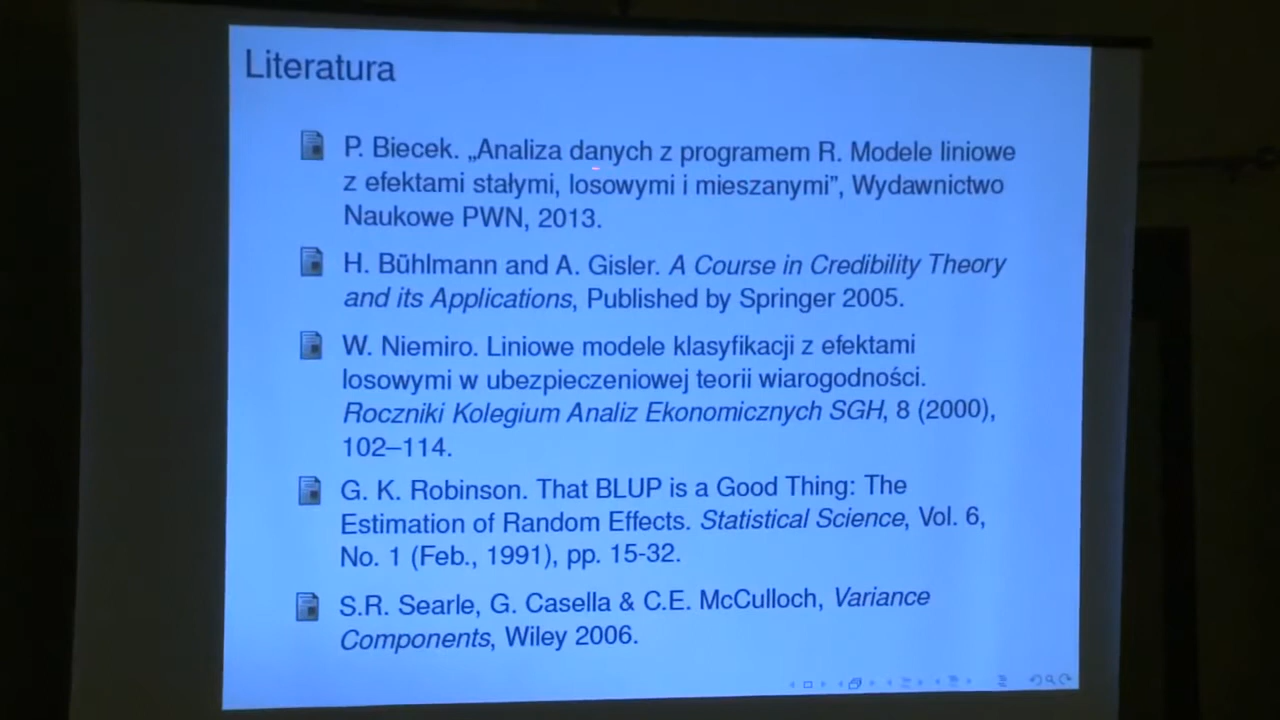 Literatura
P. Biecek. „Analiza danych z programem R. Modele liniowe
z efektami stałymi, losowymi i mieszanymi”, Wydawnictwo
Naukowe PWN, 2013.
H. Bühlmann and A. Gisler. A Course in Credibility Theory
and its Applications, Published by Springer 2005.
W. Niemiro. Liniowe modele klasyfikacji z efektami
losowymi w ubezpieczeniowej teorii wiarogodności.
Roczniki Kolegium Analiz Ekonomicznych SGH, 8 (2000),
102–114.
G. K. Robinson. That BLUP is a Good Thing: The
Estimation of Random Effects. Statistical Science, Vol. 6,
No. 1 (Feb., 1991), pp. 15-32.
S.R. Searle, G. Casella & C.E. McCulloch, Variance
Components, Wiley 2006.